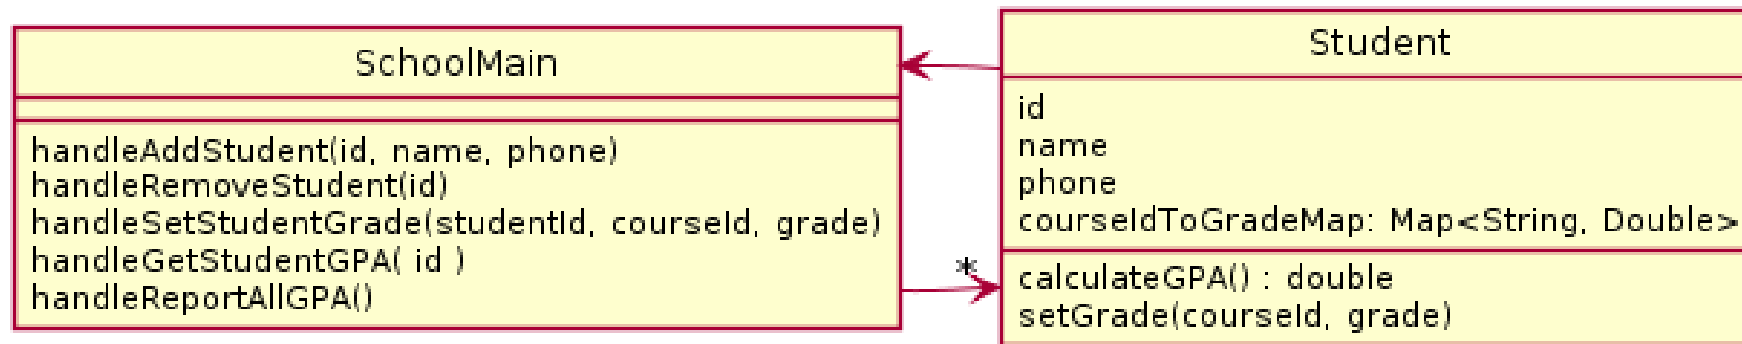 SchoolMain
handleAddStudent(id, name, phone)
handleRemoveStudent(id)
handleSetStudentGrade(studentId, courseId, grade)
handleGetStudentGPA( id )
handleReportAllGPA()
*
Student
id
name
phone
courseIdToGradeMap: Map<String, Double>
calculateGPA() : double
setGrade(courseId, grade)